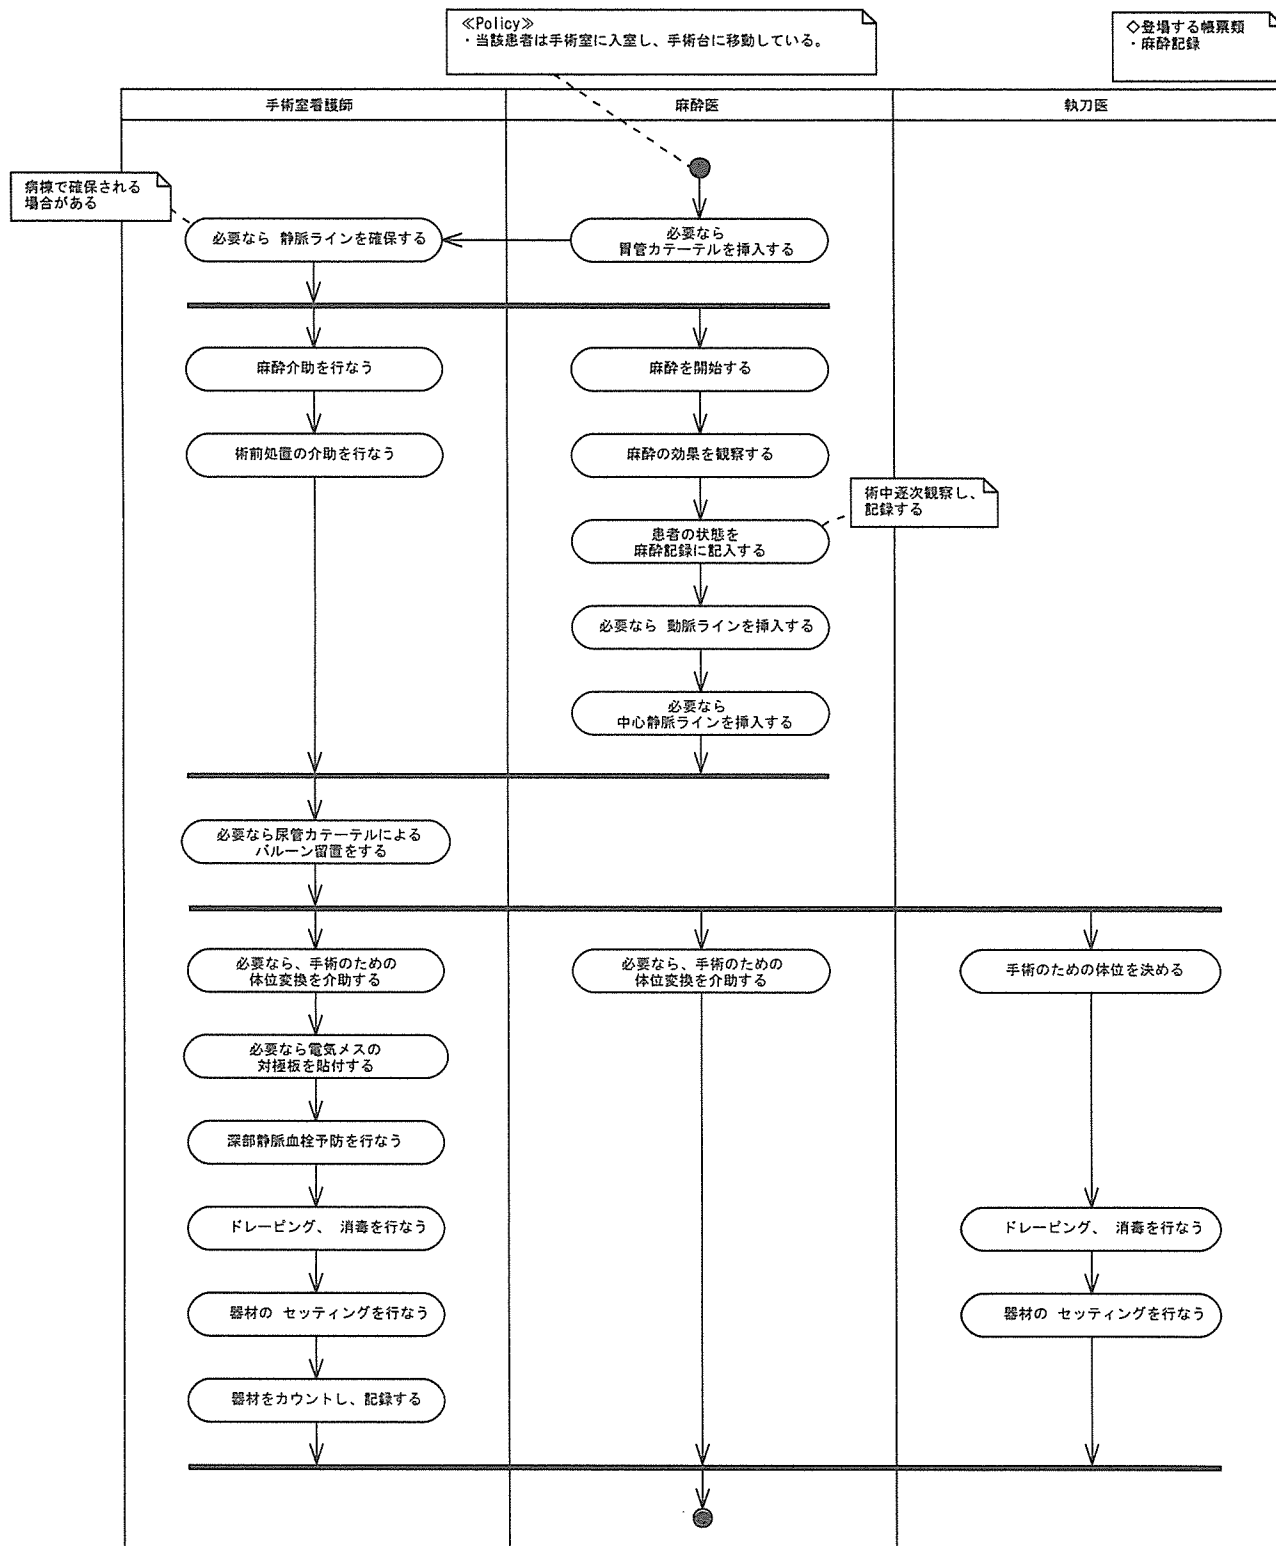 ≪Policy≫
・当該患者は手術室に入室し、手術台に移動している。
◇登場する帳票類
・麻酔記録
手術室看護師
麻酔医
執刀医
病棟で確保される
場合がある
必要なら 静脈ラインを確保する
必要なら
胃管カテーテルを挿入する
麻酔介助を行なう
麻酔を開始する
術前処置の介助を行なう
麻酔の効果を観察する
術中逐次観察し、
記録する
患者の状態を
麻酔記録に記入する
必要なら 動脈ラインを挿入する
必要なら
中心静脈ラインを挿入する
必要なら尿管カテーテルによる
バルーン留置をする
必要なら、手術のための
体位変換を介助する
必要なら、手術のための
体位変換を介助する
手術のための体位を決める
必要なら電気メスの
対極板を貼付する
深部静脈血栓予防を行なう
ドレーピング、 消毒を行なう
ドレーピング、 消毒を行なう
器材の セッティングを行なう
器材の セッティングを行なう
器材をカウントし、記録する